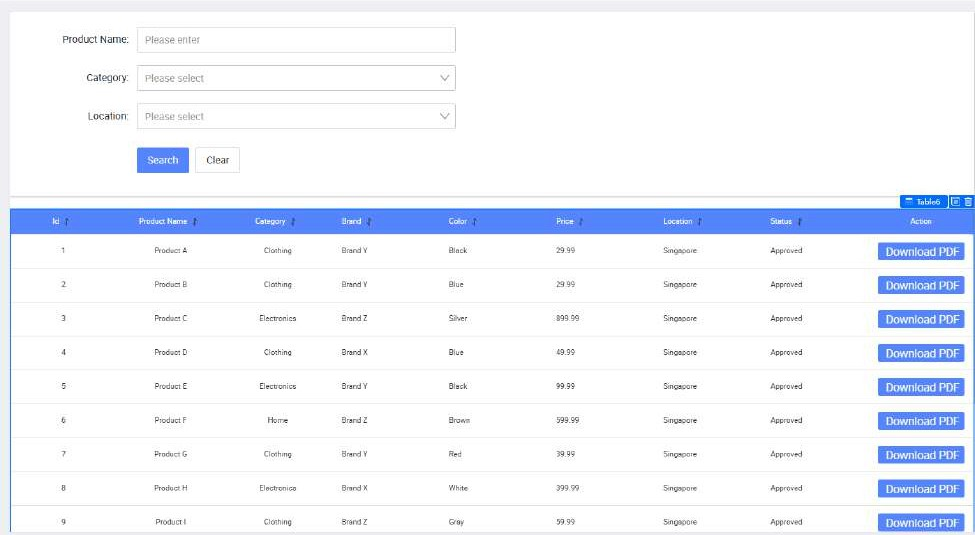 Product Name: Please enter
Category: Please select
Location: Please select
Search Clear
Table6
Id Product Name Category Brand Color Price Location Status Action
1 Product A Clothing Brand Y Black 29.99 Singapore Approved Download PDF
2 Product B Clothing Brand Y Blue 29.99 Singapore Approved Download PDF
3 Product C Electronics Brand Z Silver 899.99 Singapore Approved Download PDF
4 Product D Clothing Brand X Blue 49.99 Singapore Approved Download PDF
5 Product E Electronics Brand Y Black 99.99 Singapore Approved Download PDF
6 Product F Home Brand Z Brown 599.99 Singapore Approved Download PDF
7 Product G Clothing Brand Y Red 39.99 Singapore Approved Download PDF
8 Product H Electronics Brand X White 399.99 Singapore Approved Download PDF
9 Product I Clothing Brand Z Gray 59.99 Singapore Approved Download PDF